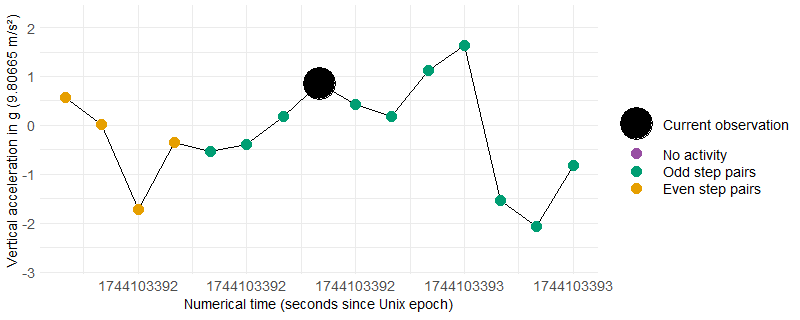 Vertical acceleration in g (9.80665 m/s²)
2
1
0
-1
-2
-3
1744103392
1744103392
1744103392
1744103393
1744103393
Numerical time (seconds since Unix epoch)
Current observation
No activity
Odd step pairs
Even step pairs